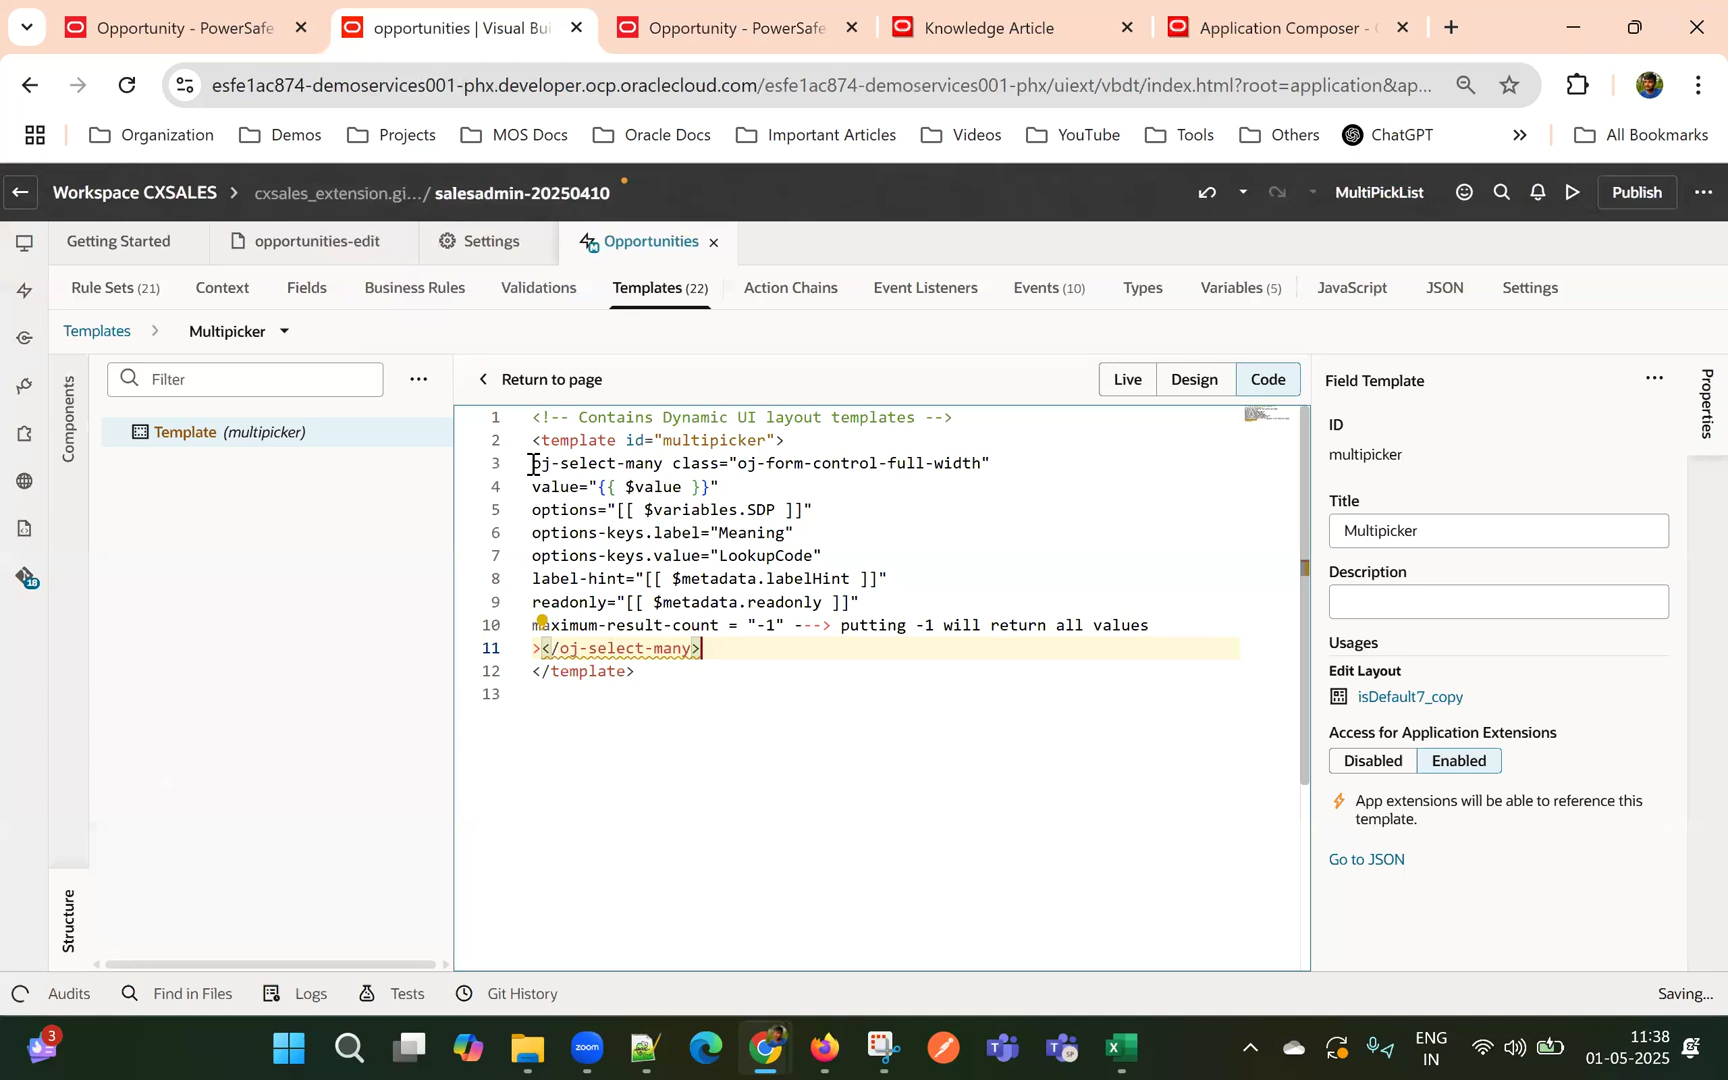 Opportunity - PowerSafe
opportunities | Visual Bui
Opportunity - PowerSafe
Knowledge Article
Application Composer -
esfe1ac874-demoservices001-phx.developer.ocp.oraclecloud.com/esfe1ac874-demoservices001-phx/uiext/vbdt/index.html?root=application&ap...
Organization
Demos
Projects
MOS Docs
Oracle Docs
Important Articles
Videos
YouTube
Tools
Others
ChatGPT
All Bookmarks
Workspace CXSALES
cxsales_extension.gi.../ salesadmin-20250410
MultiPickList
Publish
Getting Started
opportunities-edit
Settings
Opportunities
Rule Sets (21)
Context
Fields
Business Rules
Validations
Templates (22)
Action Chains
Event Listeners
Events (10)
Types
Variables (5)
JavaScript
JSON
Settings
Templates
Multipicker
Components
Structure
Filter
Template (multipicker)
Return to page
Live
Design
Code
1 <!-- Contains Dynamic UI layout templates -->
2 <template id="multipicker">
3 oj-select-many class="oj-form-control-full-width"
4 value="{{ $value }}"
5 options="[[ $variables.SDP ]]"
6 options-keys.label="Meaning"
7 options-keys.value="LookupCode"
8 label-hint="[[ $metadata.labelHint ]]"
9 readonly="[[ $metadata.readonly ]]"
10 maximum-result-count = "-1" ---> putting -1 will return all values
11 ></oj-select-many>
12 </template>
13
Field Template
ID
multipicker
Title
Multipicker
Description
Usages
Edit Layout
isDefault7_copy
Access for Application Extensions
Disabled
Enabled
App extensions will be able to reference this
template.
Go to JSON
Properties
18
Audits
Find in Files
Logs
Tests
Git History
Saving...
3
zoom
SP
ENG
IN
11:38
01-05-2025